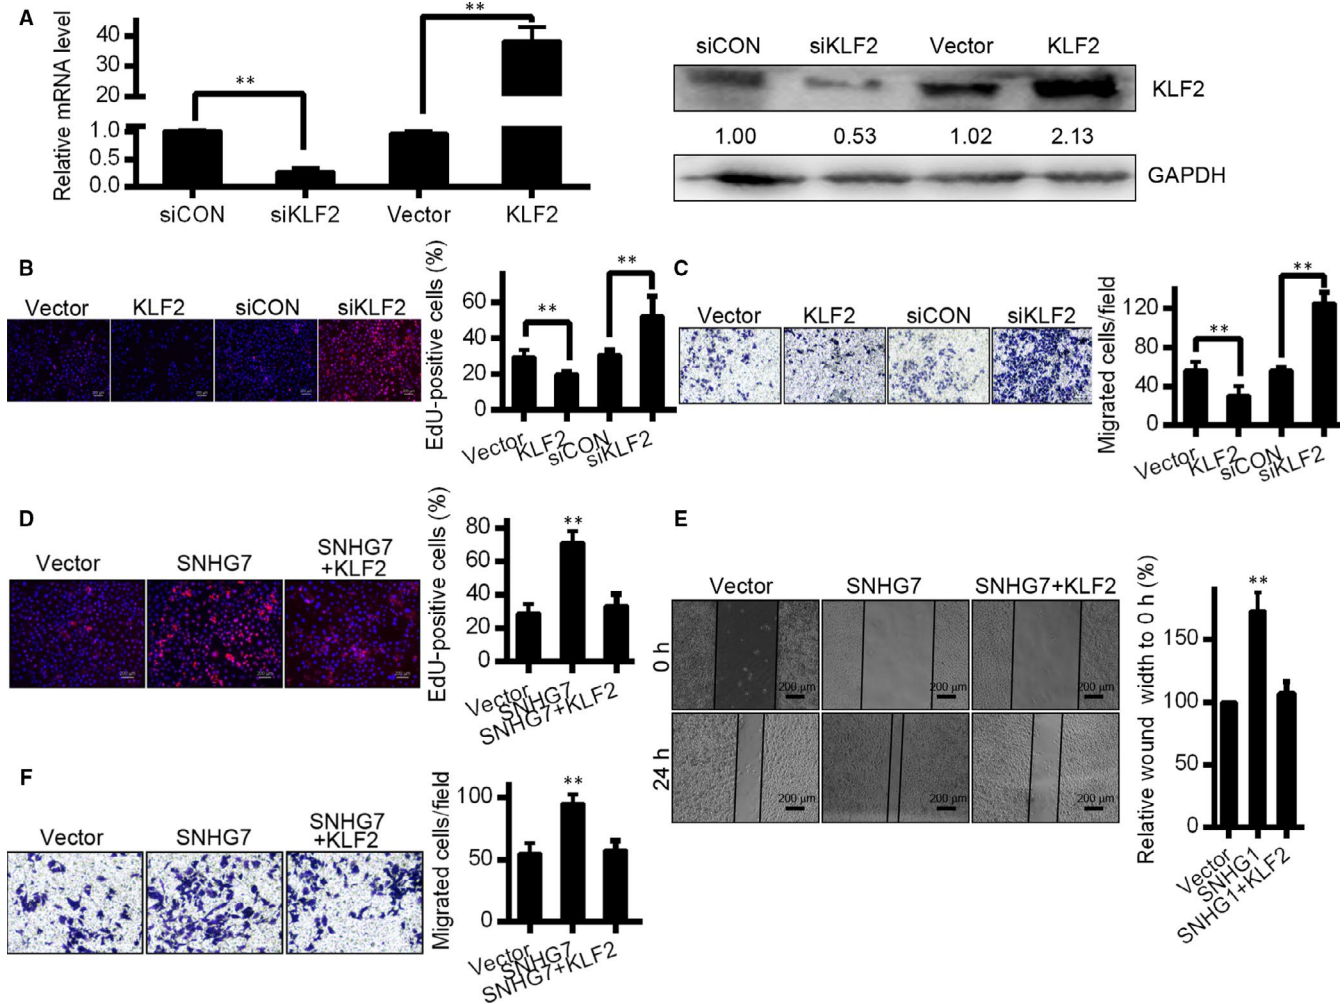 A
Relative mRNA level
40
30
20
1.0
0.5
0.0
**
**
siCON
siKLF2
Vector
KLF2
siCON
siKLF2
Vector
KLF2
KLF2
1.00
0.53
1.02
2.13
GAPDH
B
Vector
KLF2
siCON
siKLF2
EdU-positive cells (%)
60
40
20
0
**
**
Vector
KLF2
siCON
siKLF2
C
Vector
KLF2
siCON
siKLF2
Migrated cells/field
120
80
40
0
**
**
Vector
KLF2
siCON
siKLF2
D
Vector
SNHG7
SNHG7
+KLF2
200 µm
200 µm
200 µm
EdU-positive cells (%)
80
60
40
20
0
**
Vector
SNHG7
SNHG7+KLF2
E
Vector
SNHG7
SNHG7+KLF2
0 h
200 µm
200 µm
200 µm
24 h
200 µm
200 µm
200 µm
Relative wound width to 0 h (%)
150
100
50
0
**
Vector
SNHG1
SNHG1+KLF2
F
Vector
SNHG7
SNHG7
+KLF2
Migrated cells/field
100
50
0
**
Vector
SNHG7
SNHG7+KLF2